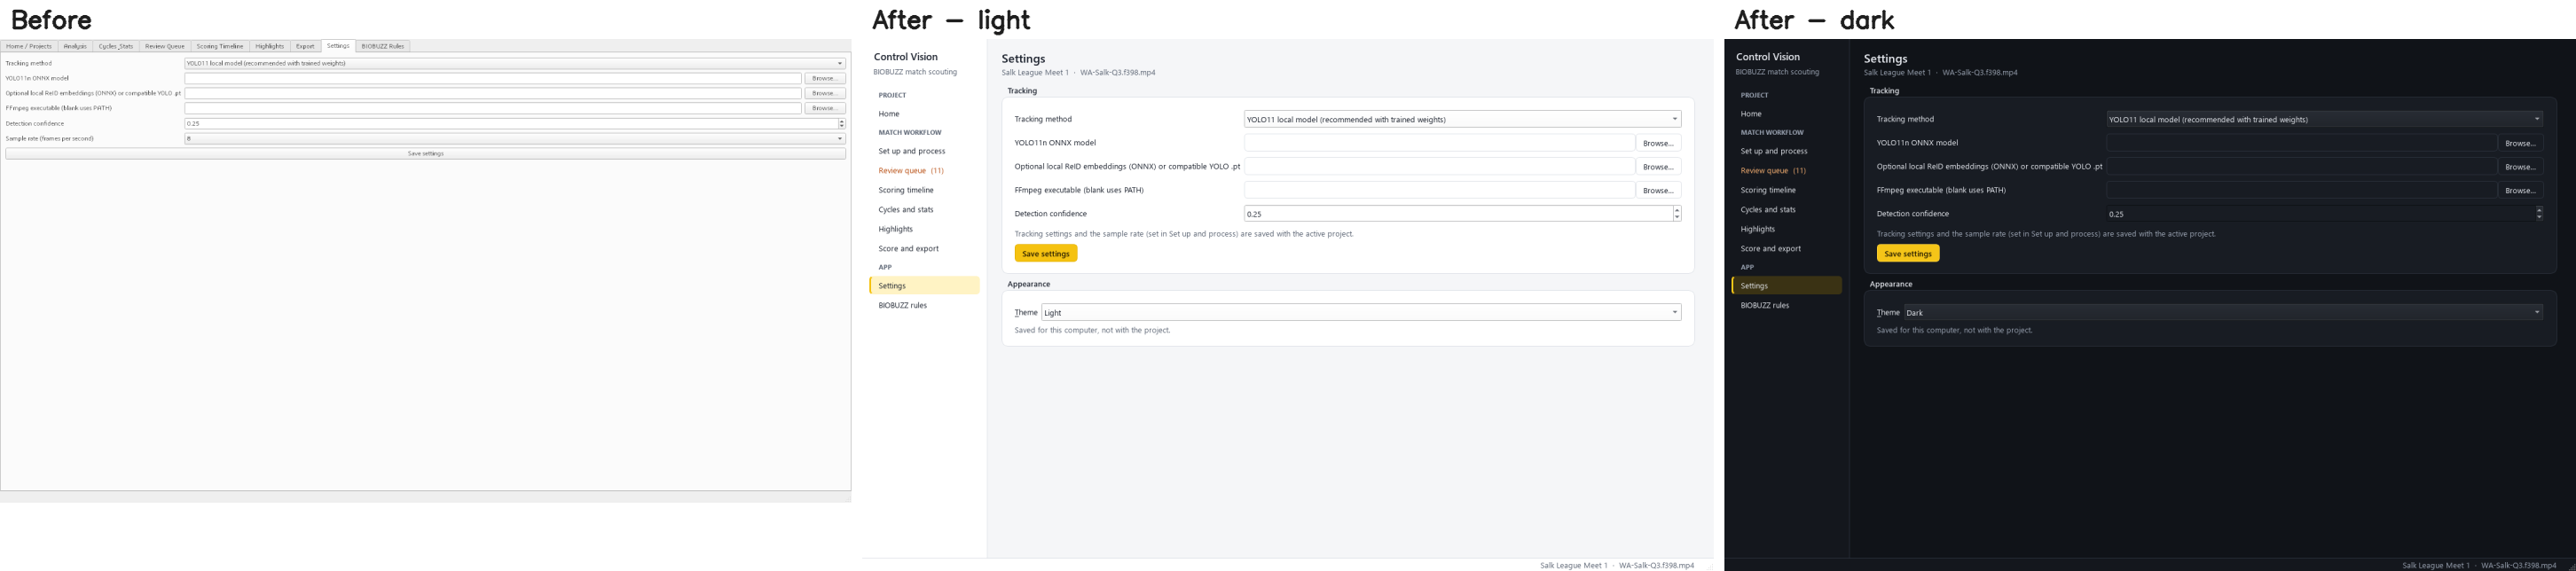 Before
Home / Projects Analysis Cycles_Stats Review Queue Scoring Timeline Highlights Export Settings BIOBUZZ Rules
Tracking method YOLO11 local model (recommended with trained weights)
YOLO11n ONNX model Browse...
Optional local ReID embeddings (ONNX) or compatible YOLO .pt Browse...
FFmpeg executable (blank uses PATH) Browse...
Detection confidence 0.25
Sample rate (frames per second) 8
Save settings
After – light
Control Vision
BIOBUZZ match scouting
PROJECT
Home
MATCH WORKFLOW
Set up and process
Review queue (11)
Scoring timeline
Cycles and stats
Highlights
Score and export
APP
Settings
BIOBUZZ rules
Settings
Salk League Meet 1 · WA-Salk-Q3.f398.mp4
Tracking
Tracking method YOLO11 local model (recommended with trained weights)
YOLO11n ONNX model Browse...
Optional local ReID embeddings (ONNX) or compatible YOLO .pt Browse...
FFmpeg executable (blank uses PATH) Browse...
Detection confidence 0.25
Tracking settings and the sample rate (set in Set up and process) are saved with the active project.
Save settings
Appearance
Theme Light
Saved for this computer, not with the project.
Salk League Meet 1 · WA-Salk-Q3.f398.mp4
After – dark
Control Vision
BIOBUZZ match scouting
PROJECT
Home
MATCH WORKFLOW
Set up and process
Review queue (11)
Scoring timeline
Cycles and stats
Highlights
Score and export
APP
Settings
BIOBUZZ rules
Settings
Salk League Meet 1 · WA-Salk-Q3.f398.mp4
Tracking
Tracking method YOLO11 local model (recommended with trained weights)
YOLO11n ONNX model Browse...
Optional local ReID embeddings (ONNX) or compatible YOLO .pt Browse...
FFmpeg executable (blank uses PATH) Browse...
Detection confidence 0.25
Tracking settings and the sample rate (set in Set up and process) are saved with the active project.
Save settings
Appearance
Theme Dark
Saved for this computer, not with the project.
Salk League Meet 1 · WA-Salk-Q3.f398.mp4